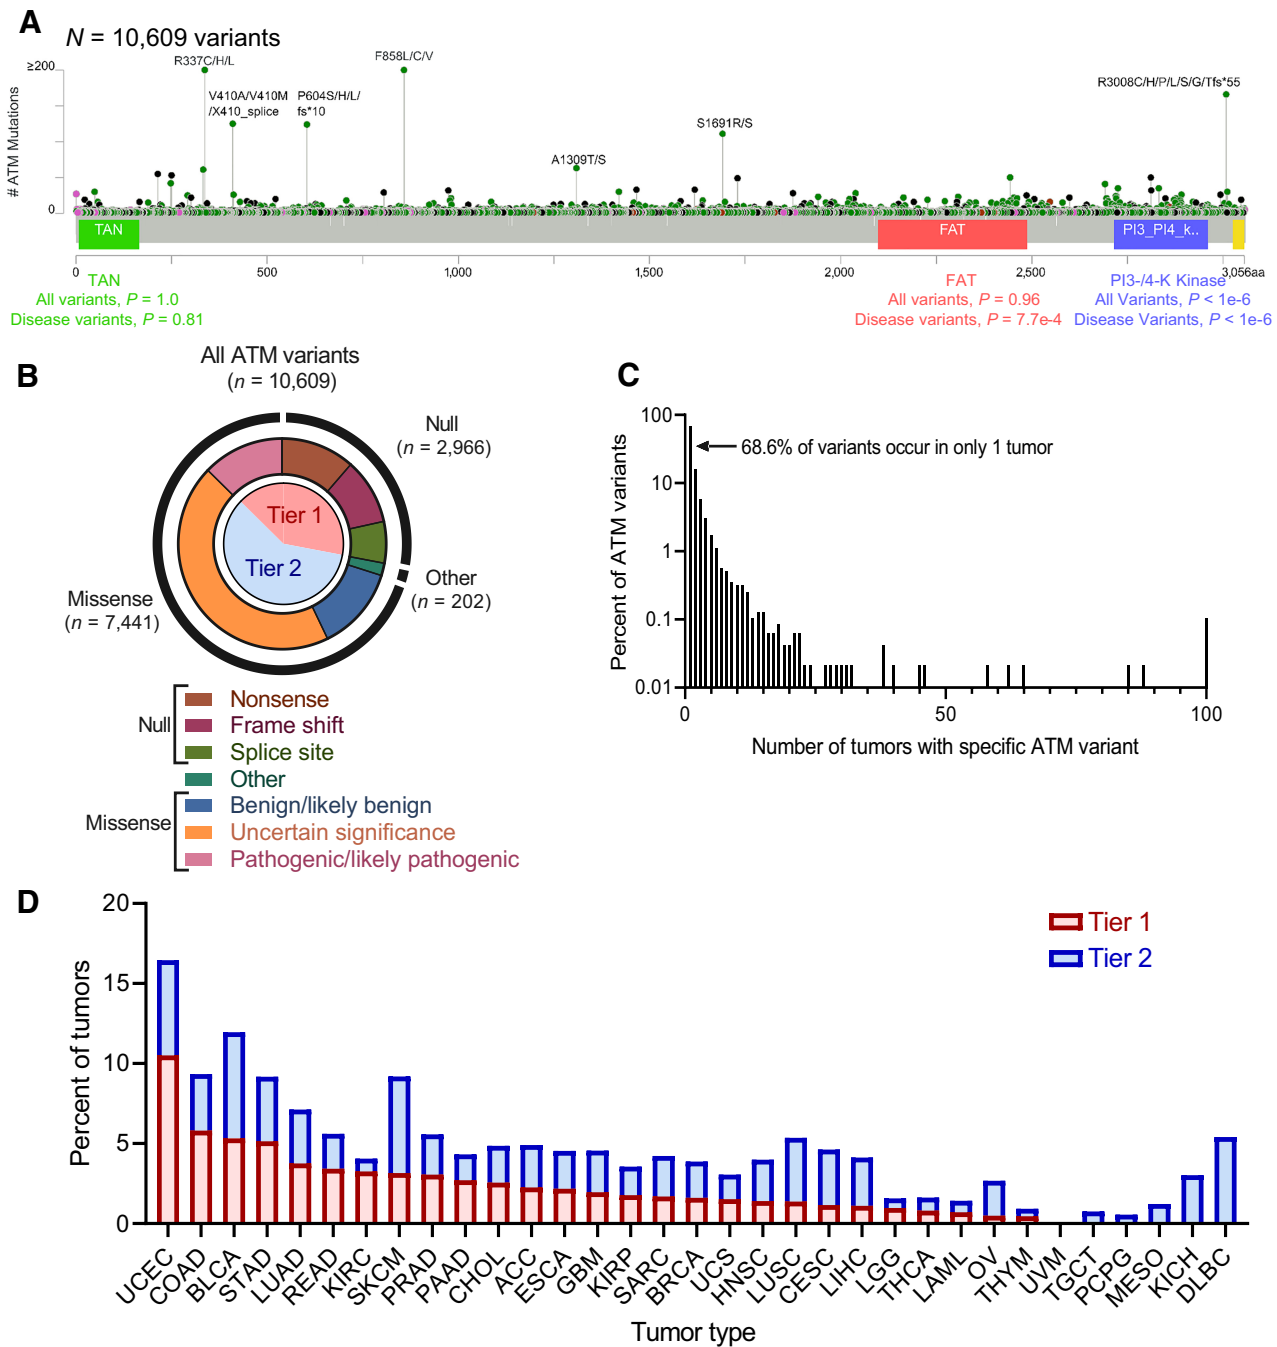 A
N = 10,609 variants
≥200
# ATM Mutations
0
R337C/H/L
F858L/C/V
V410A/V410M
/X410_splice
P604S/H/L/
fs*10
A1309T/S
S1691R/S
R3008C/H/P/L/S/G/Tfs*55
TAN
FAT
PI3_PI4_k..
0
500
1,000
1,500
2,000
2,500
3,056aa
TAN
All variants, P = 1.0
Disease variants, P = 0.81
FAT
All variants, P = 0.96
Disease variants, P = 7.7e-4
PI3-/4-K Kinase
All Variants, P < 1e-6
Disease Variants, P < 1e-6
B
All ATM variants
(n = 10,609)
Null
(n = 2,966)
Other
(n = 202)
Missense
(n = 7,441)
Tier 1
Tier 2
Null
Nonsense
Frame shift
Splice site
Other
Missense
Benign/likely benign
Uncertain significance
Pathogenic/likely pathogenic
C
Percent of ATM variants
100
10
1
0.1
0.01
68.6% of variants occur in only 1 tumor
0
50
100
Number of tumors with specific ATM variant
D
Percent of tumors
20
15
10
5
0
Tier 1
Tier 2
UCEC
COAD
BLCA
STAD
LUAD
READ
KIRC
SKCM
PRAD
PAAD
CHOL
ACC
ESCA
GBM
KIRP
SARC
BRCA
UCS
HNSC
LUSC
CESC
LIHC
LGG
THCA
LAML
OV
THYM
UVM
TGCT
PCPG
MESO
KICH
DLBC
Tumor type